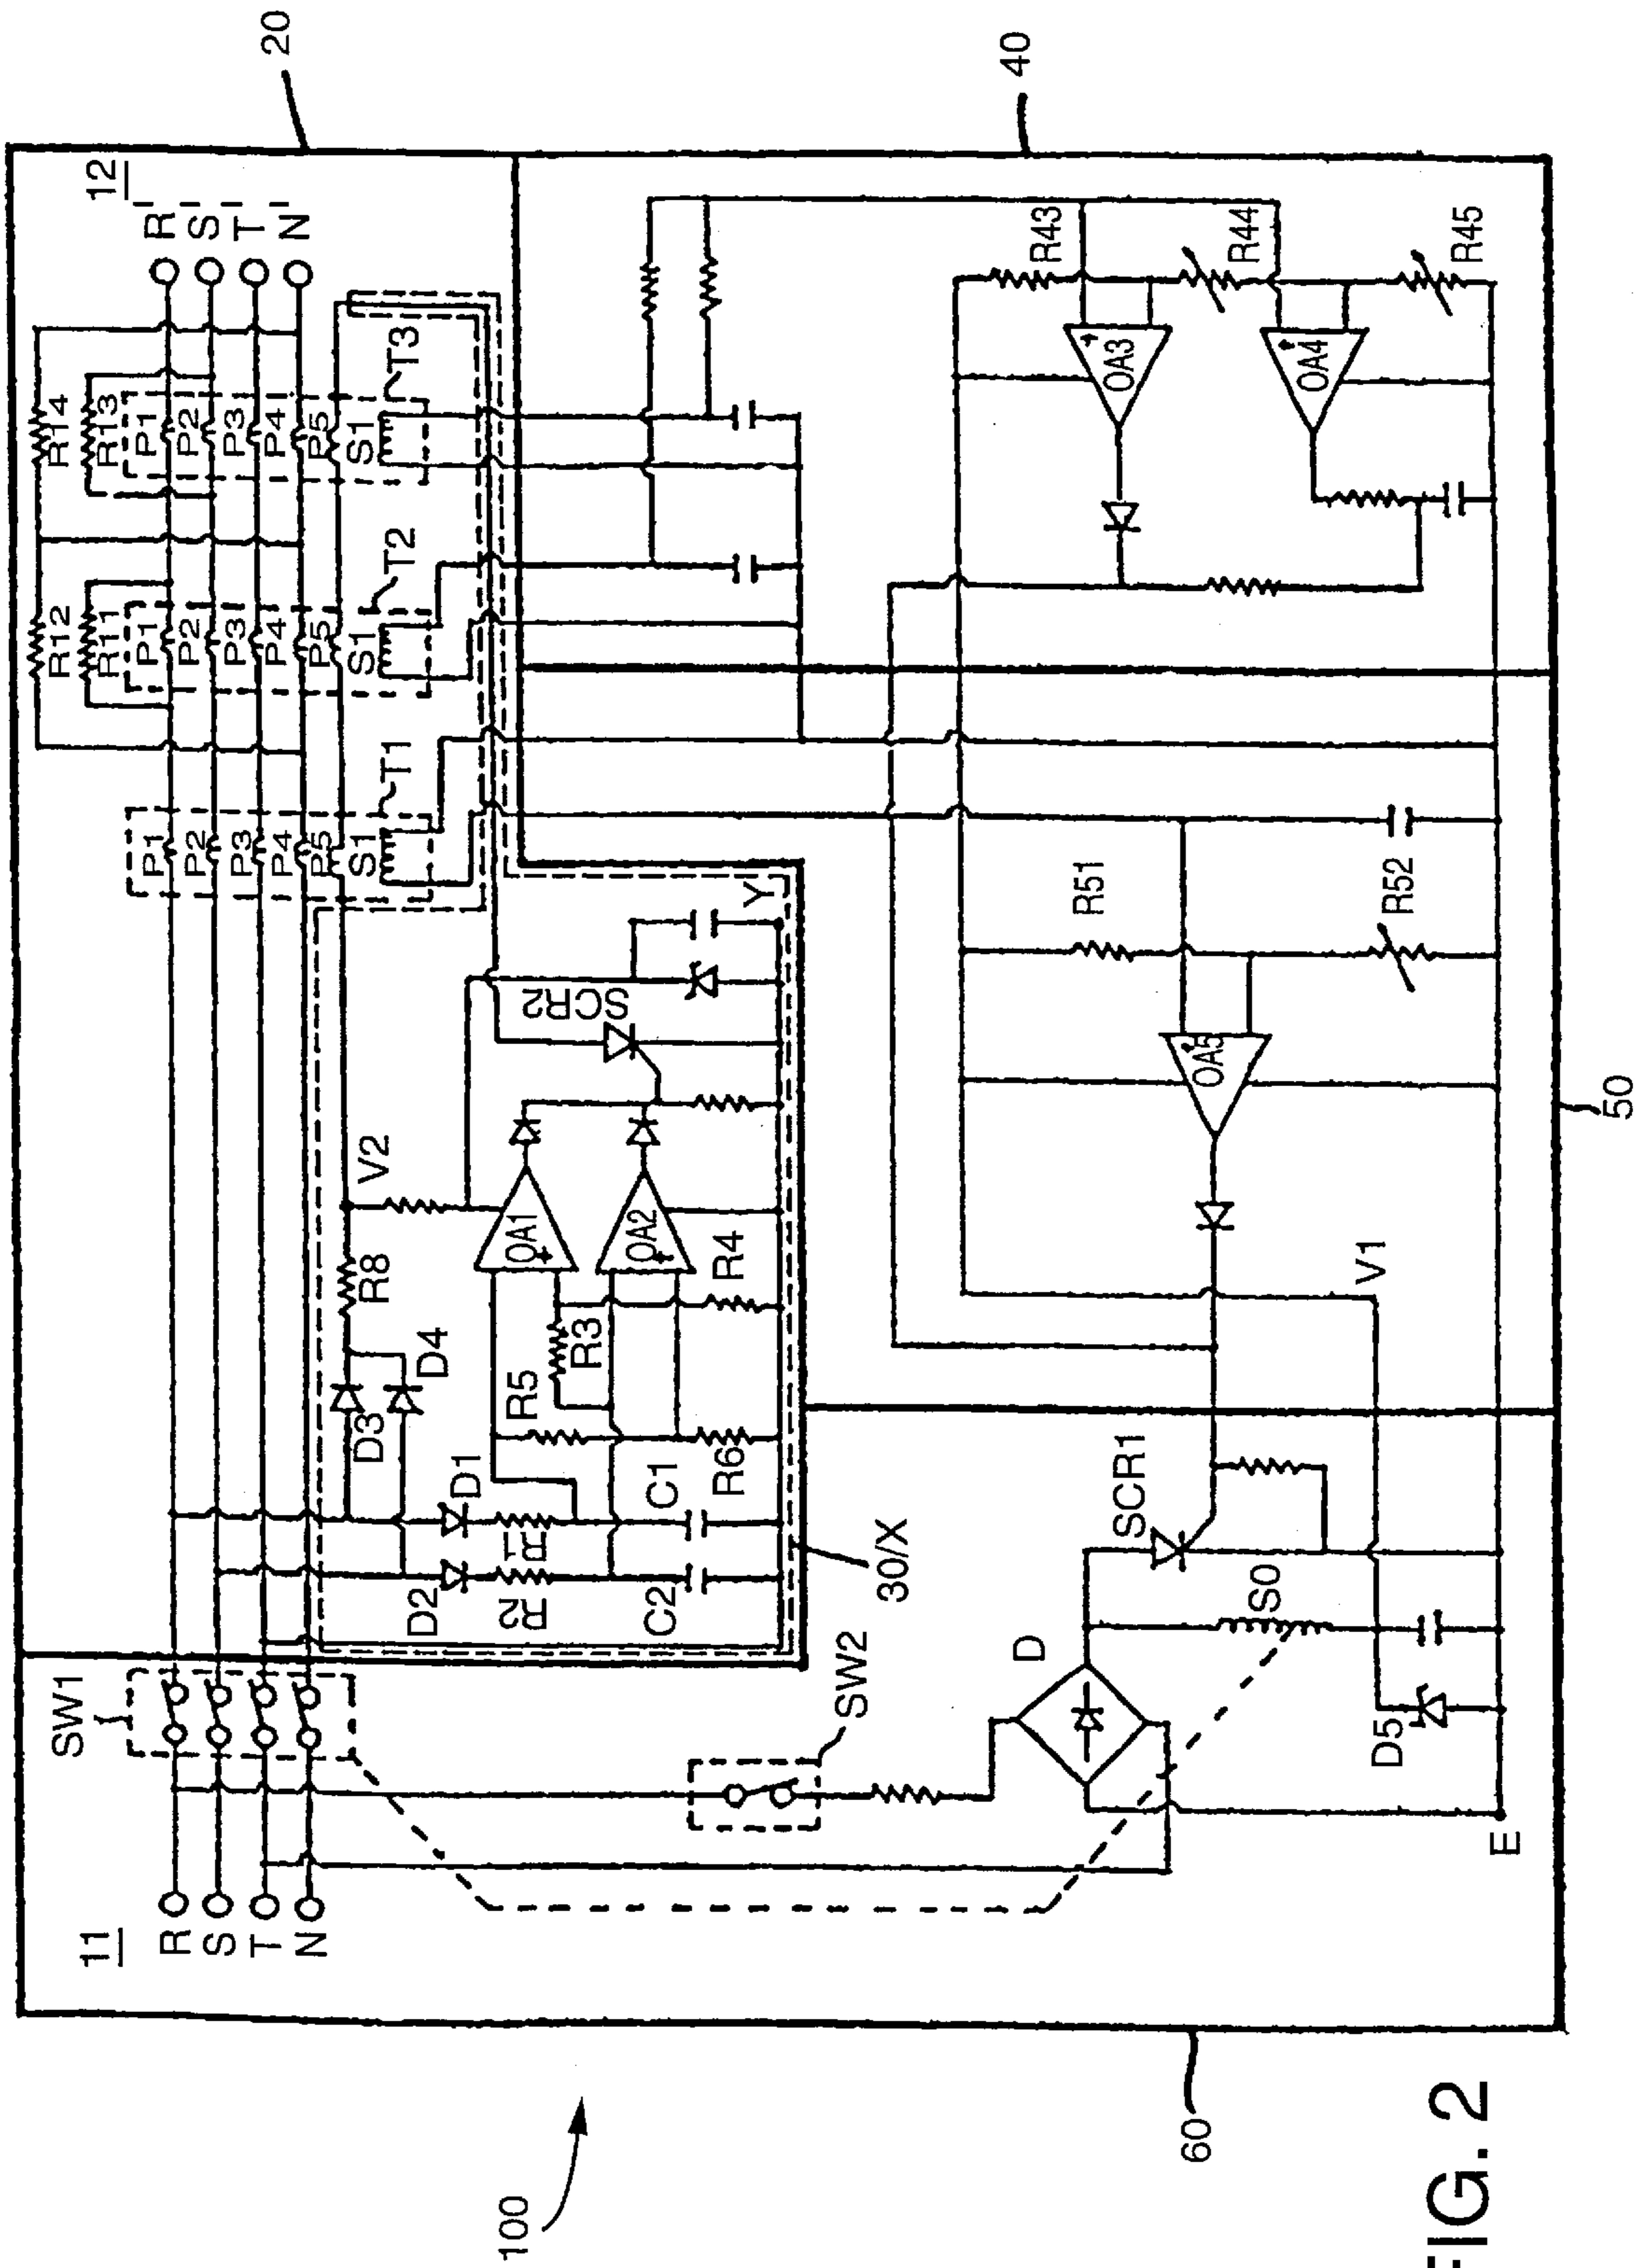 20
40
12
R
S
T
N
R14
R13
P1
P2
P3
P4
P5
S1
T3
R12
R11
P1
P2
P3
P4
P5
S1
T2
P1
P2
P3
P4
P5
S1
T1
R43
R44
R45
OA3
+
OA4
+
Y
SCR2
V2
R8
OA1
+
OA2
+
R4
R3
R5
R6
D3
D4
D1
D2
R1
R2
C1
C2
30/X
R51
R52
OA5
+
50
V1
SCR1
S0
D
D5
E
SW1
SW2
11
R
S
T
N
60
100
FIG. 2